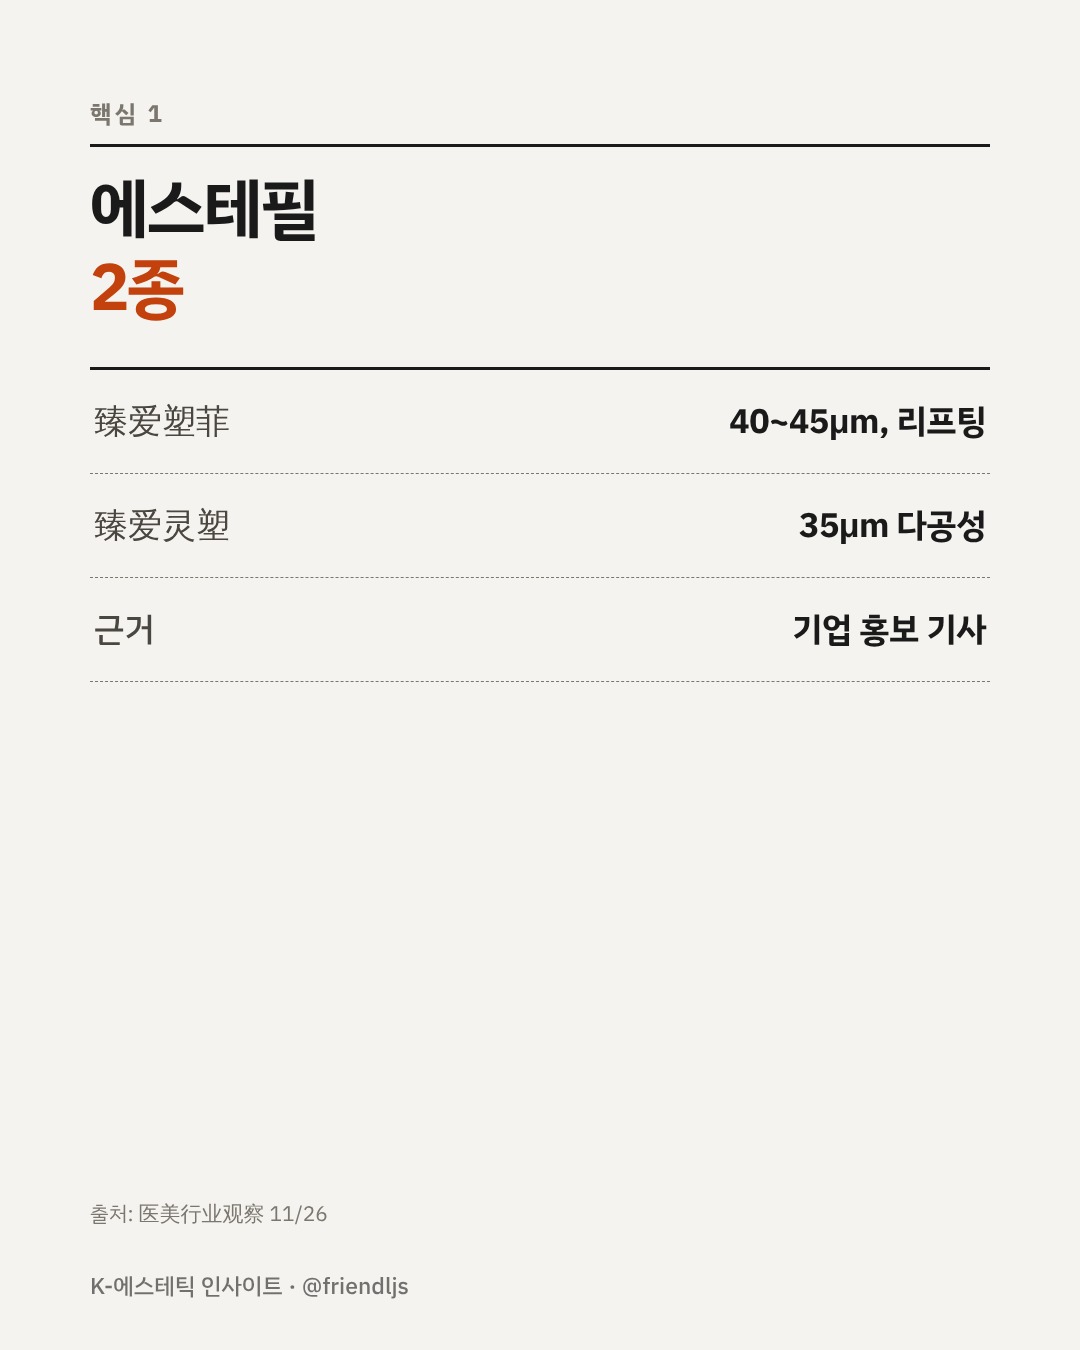 핵심 1
에스테필
2종
臻爱塑菲 40~45μm, 리프팅
臻爱灵塑 35μm 다공성
근거 기업 홍보 기사
출처: 医美行业观察 11/26
K-에스테틱 인사이트 · @friendljs